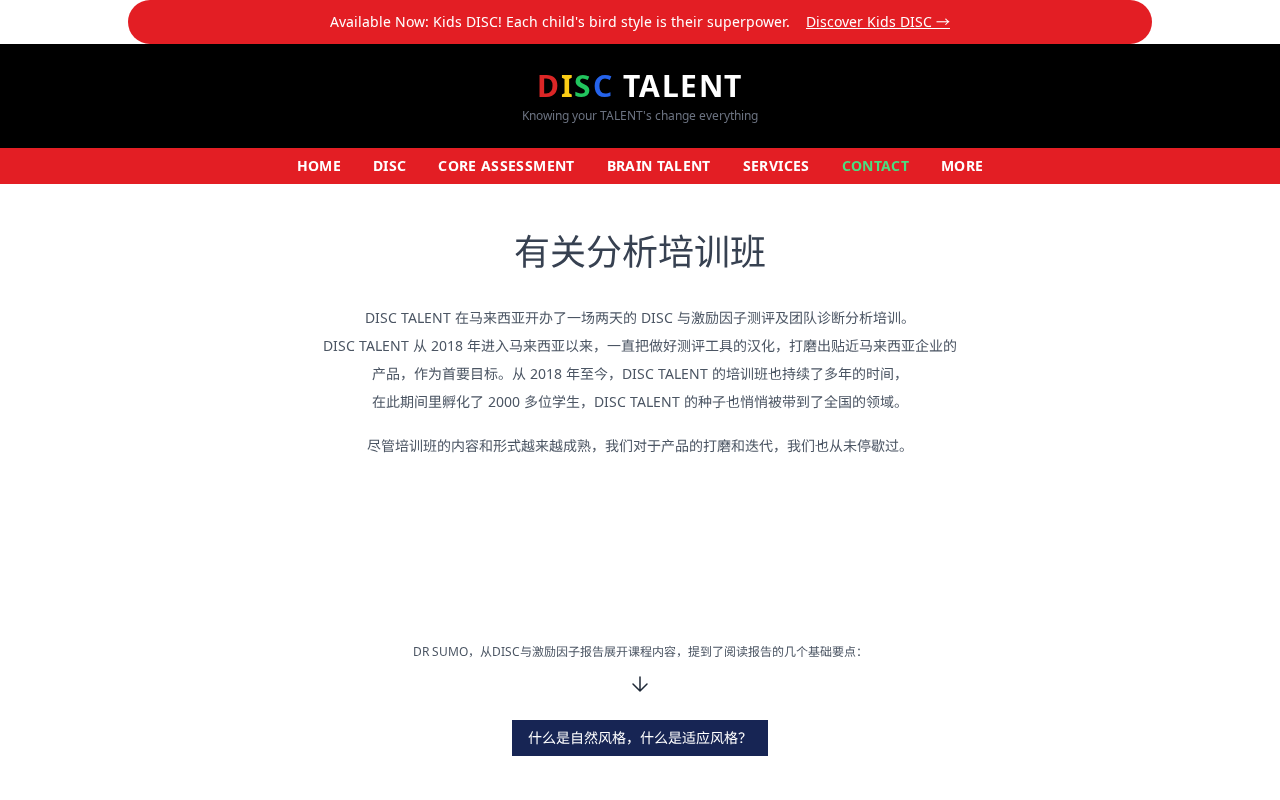 Available Now: Kids DISC! Each child's bird style is their superpower. Discover Kids DISC →
DISC TALENT
Knowing your TALENT's change everything
HOME DISC CORE ASSESSMENT BRAIN TALENT SERVICES CONTACT MORE
有关分析培训班
DISC TALENT 在马来西亚开办了一场两天的 DISC 与激励因子测评及团队诊断分析培训。
DISC TALENT 从 2018 年进入马来西亚以来，一直把做好测评工具的汉化，打磨出贴近马来西亚企业的
产品，作为首要目标。从 2018 年至今，DISC TALENT 的培训班也持续了多年的时间，
在此期间里孵化了 2000 多位学生，DISC TALENT 的种子也悄悄被带到了全国的领域。
尽管培训班的内容和形式越来越成熟，我们对于产品的打磨和迭代，我们也从未停歇过。
DR SUMO，从DISC与激励因子报告展开课程内容，提到了阅读报告的几个基础要点：
↓
什么是自然风格，什么是适应风格？